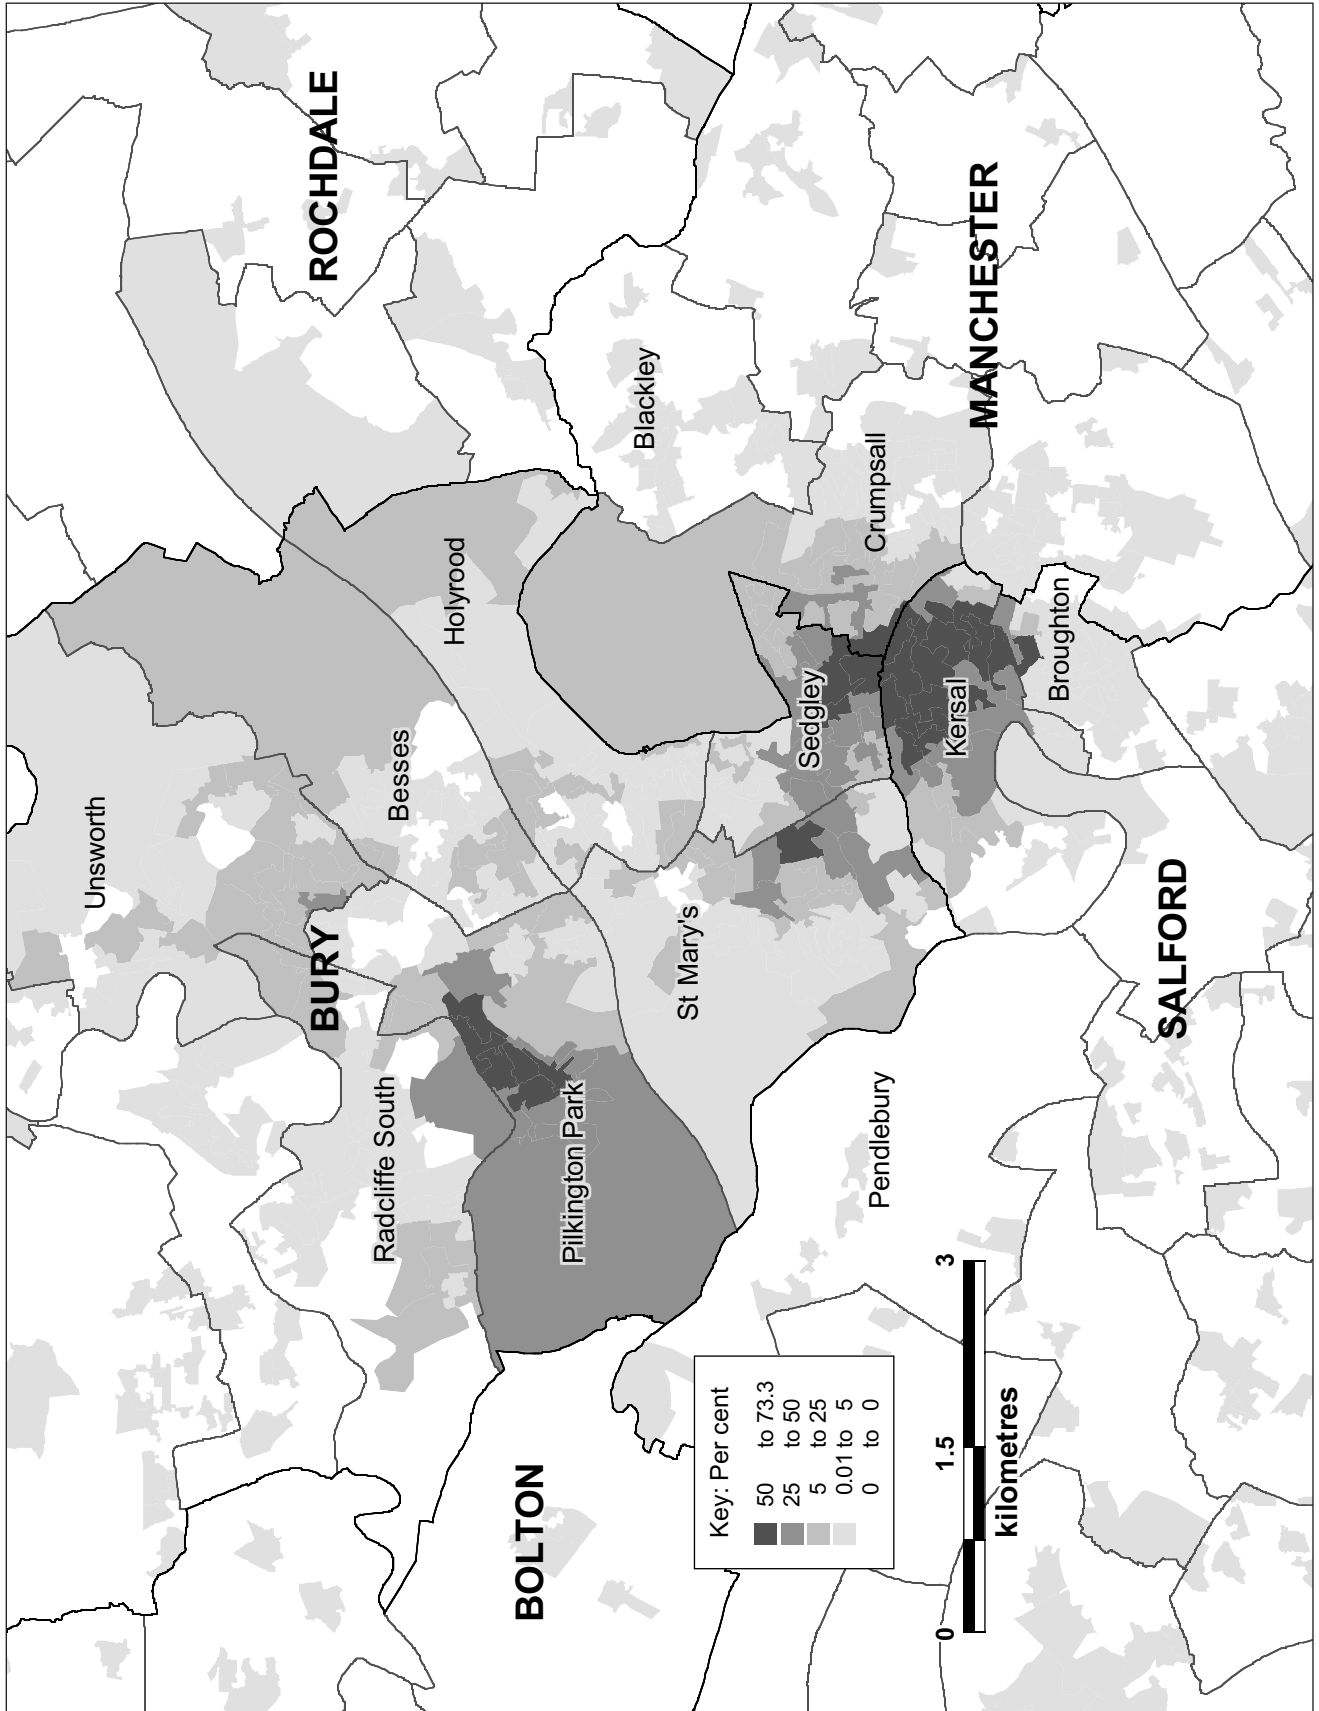 Unsworth
BURY
Radcliffe South
Besses
Holyrood
ROCHDALE
Pilkington Park
BOLTON
St Mary's
Blackley
Sedgley
Crumpsall
Pendlebury
Kersal
MANCHESTER
Broughton
SALFORD
Key: Per cent
50 to 73.3
25 to 50
5 to 25
0.01 to 5
0 to 0
0 1.5 3
kilometres